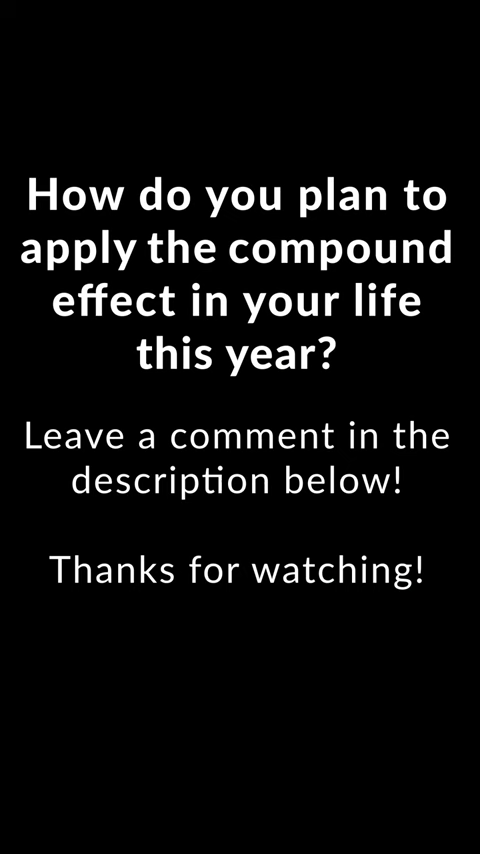 How do you plan to
apply the compound
effect in your life
this year?
Leave a comment in the
description below!
Thanks for watching!